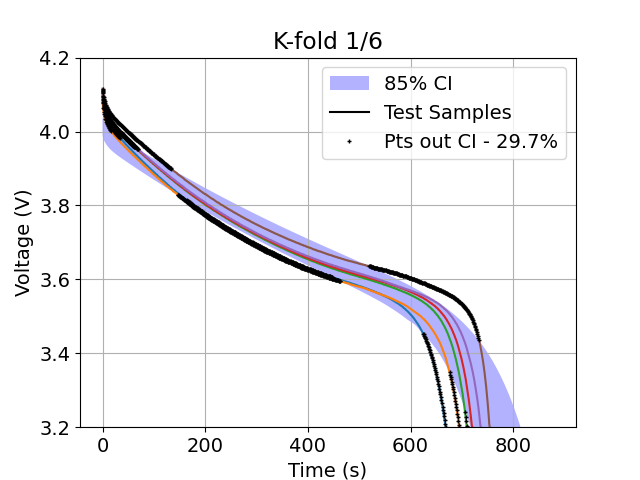 K-fold 1/6
85% CI
Test Samples
Pts out CI - 29.7%
4.2
4.0
3.8
3.6
3.4
3.2
Voltage (V)
0 200 400 600 800
Time (s)